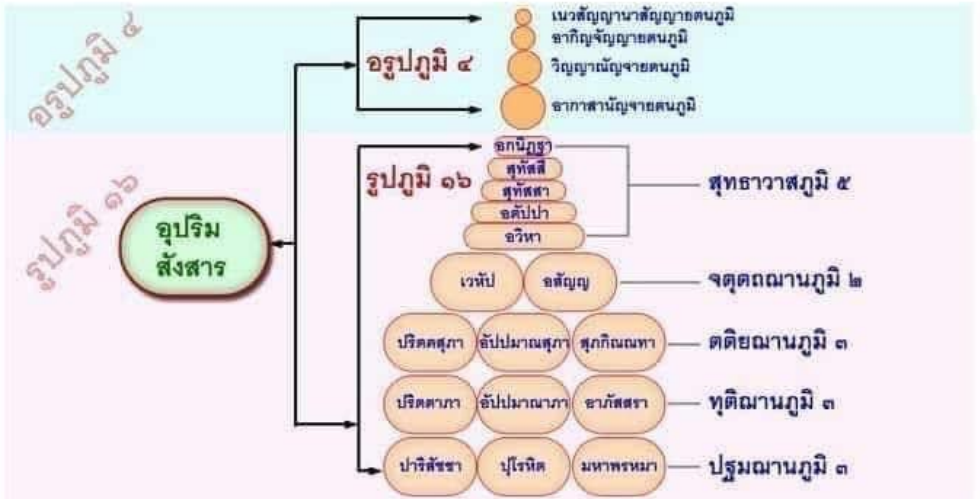 อรูปภูมิ ๔
อรูปภูมิ ๔
เนวสัญญานาสัญญายตนภูมิ
อากิญจัญญายตนภูมิ
วิญญาณัญจายตนภูมิ
อากาสานัญจายตนภูมิ
รูปภูมิ ๑๖
รูปภูมิ ๑๖
อุปริม
สังสาร
อกนิฏฐา
สุทัสสี
สุทัสสา
อตัปปา
อวิหา
สุทธาวาสภูมิ ๕
เวหัป
อสัญญ
จตุตถฌานภูมิ ๒
ปริตตสุภา
อัปปมาณสุภา
สุภกิณณหา
ตติยฌานภูมิ ๓
ปริตตาภา
อัปปมาณาภา
อาภัสสรา
ทุติฌานภูมิ ๓
ปาริสัชชา
ปุโรหิต
มหาพรหมา
ปฐมฌานภูมิ ๓